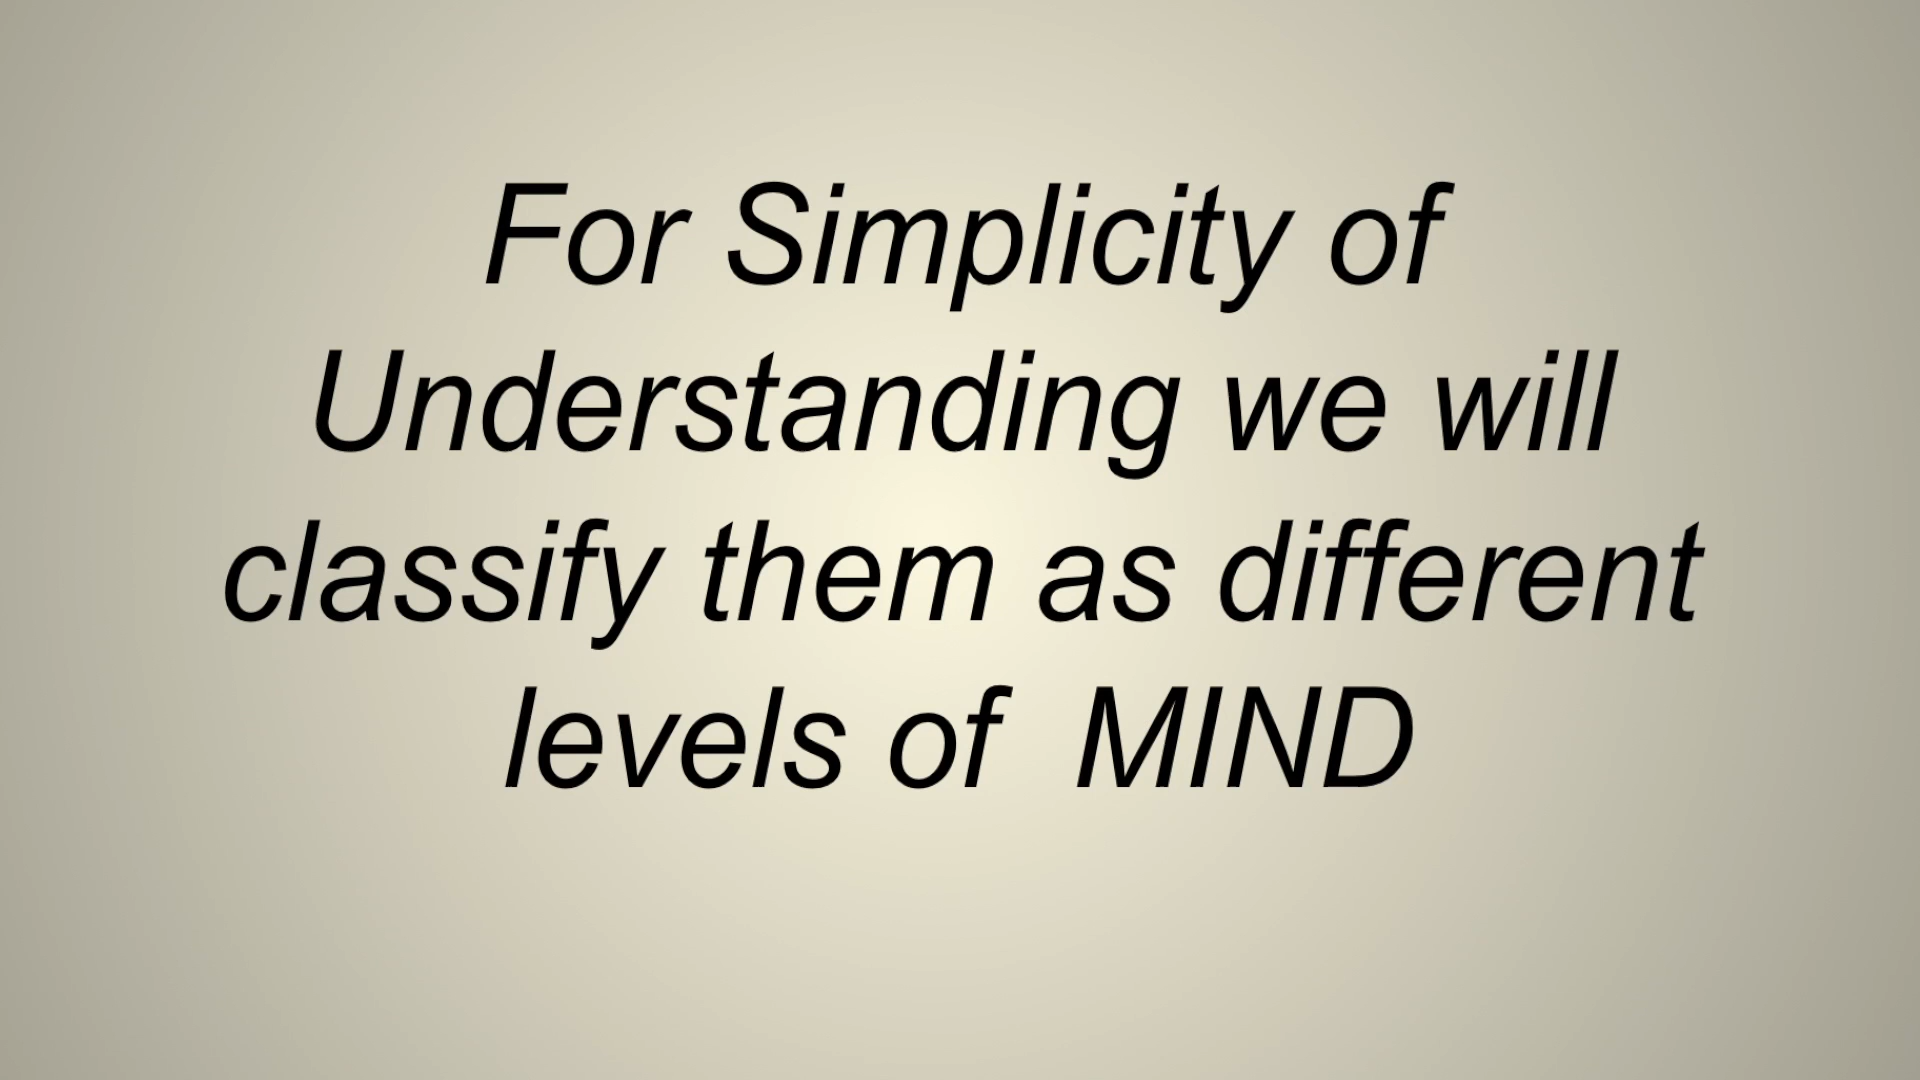 For Simplicity of
Understanding we will
classify them as different
levels of  MIND